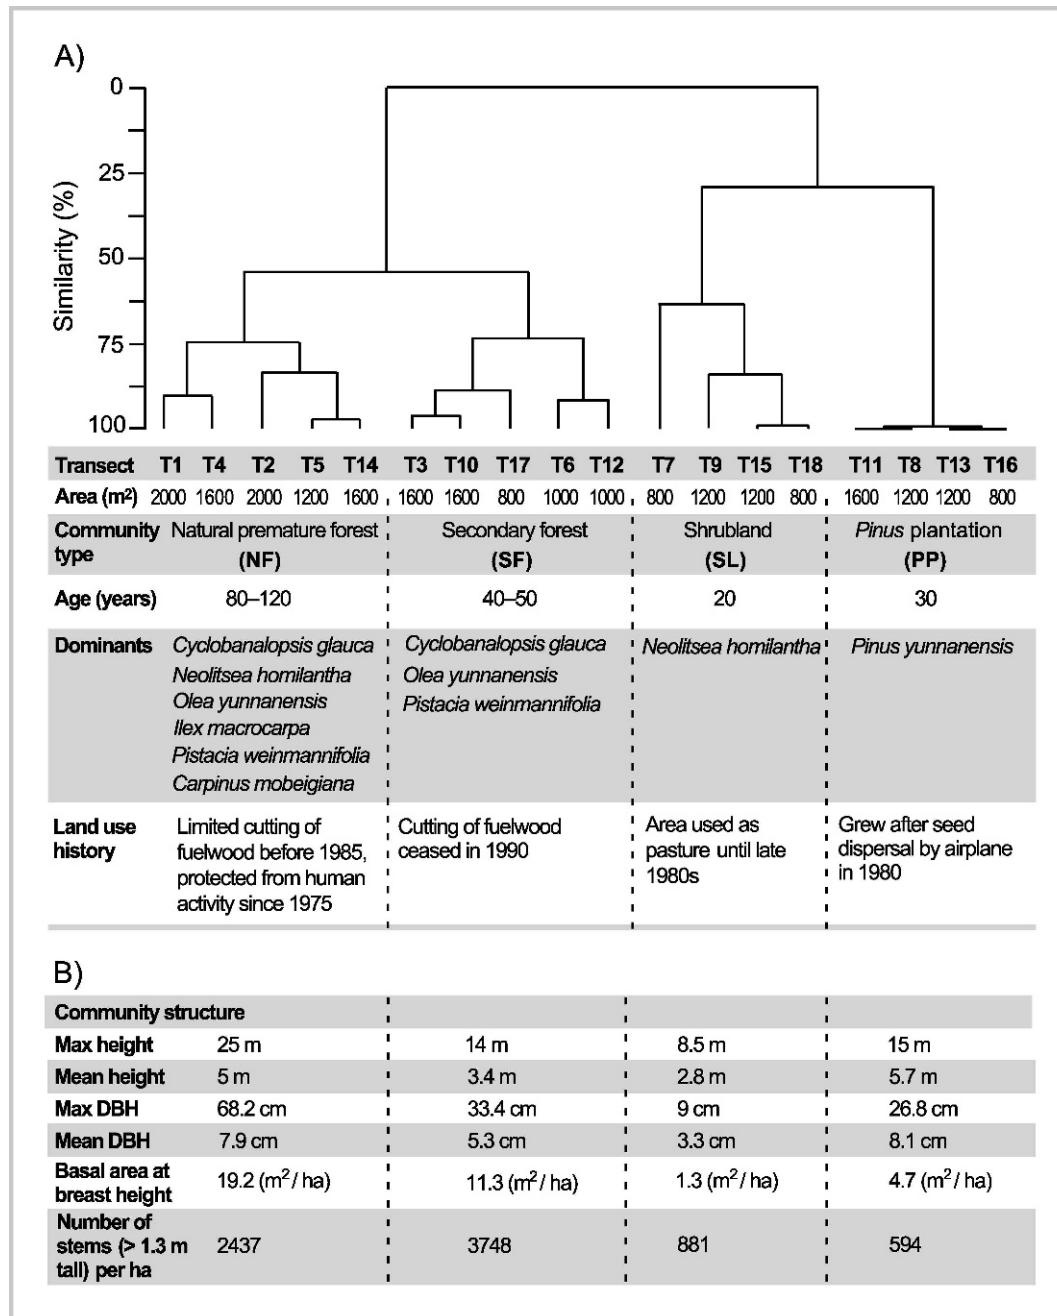 A)
0
25
50
75
100
Similarity (%)
Transect T1 T4 T2 T5 T14 T3 T10 T17 T6 T12 T7 T9 T15 T18 T11 T8 T13 T16
Area (m²) 2000 1600 2000 1200 1600 1600 1600 800 1000 1000 800 1200 1200 800 1600 1200 1200 800
Community type Natural premature forest (NF) Secondary forest (SF) Shrubland (SL) Pinus plantation (PP)
Age (years) 80–120 40–50 20 30
Dominants Cyclobanalopsis glauca Cyclobanalopsis glauca Neolitsea homilantha Pinus yunnanensis
Neolitsea homilantha Olea yunnanensis
Olea yunnanensis Pistacia weinmannifolia
Ilex macrocarpa
Pistacia weinmannifolia
Carpinus mobeigiana
Land use history
Limited cutting of
fuelwood before 1985,
protected from human
activity since 1975
Cutting of fuelwood
ceased in 1990
Area used as
pasture until late
1980s
Grew after seed
dispersal by airplane
in 1980
B)
Community structure
Max height 25 m 14 m 8.5 m 15 m
Mean height 5 m 3.4 m 2.8 m 5.7 m
Max DBH 68.2 cm 33.4 cm 9 cm 26.8 cm
Mean DBH 7.9 cm 5.3 cm 3.3 cm 8.1 cm
Basal area at
breast height 19.2 (m²/ ha) 11.3 (m²/ ha) 1.3 (m²/ ha) 4.7 (m²/ ha)
Number of
stems (> 1.3 m 2437 3748 881 594
tall) per ha